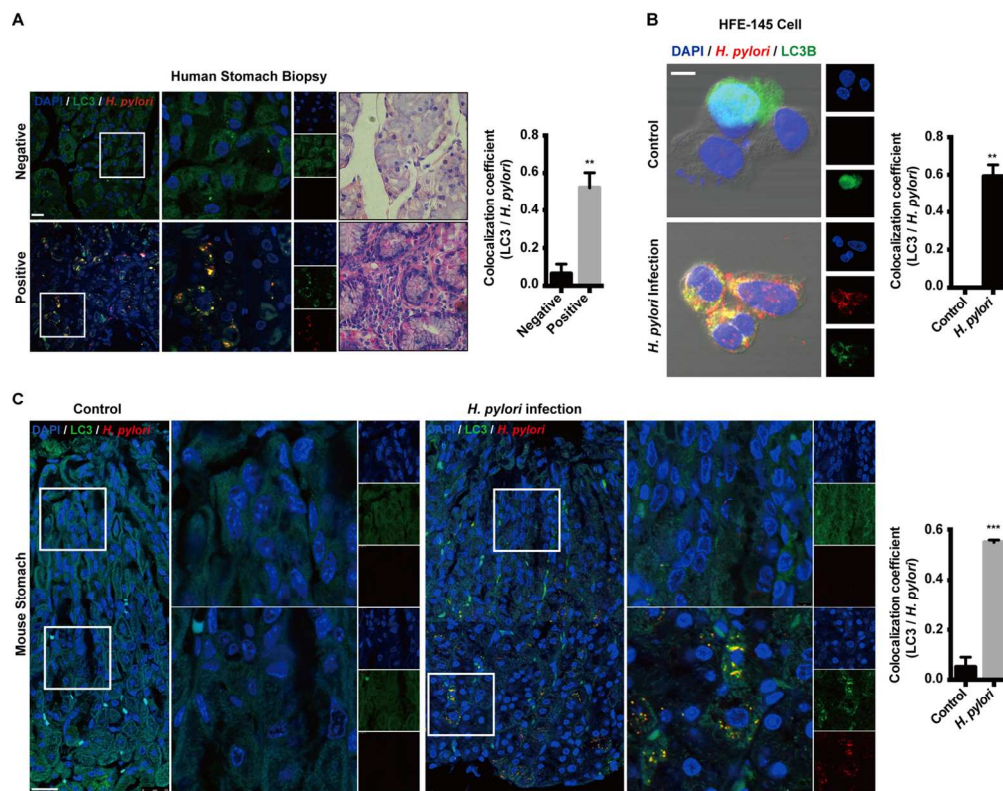 A
Human Stomach Biopsy
DAPI / LC3 / H. pylori
Negative
Positive
Colocalization coefficient
(LC3 / H. pylori)
0.8
0.6
0.4
0.2
0.0
**
Negative
Positive
B
HFE-145 Cell
DAPI / H. pylori / LC3B
Control
H. pylori Infection
Colocalization coefficient
(LC3 / H. pylori)
0.8
0.6
0.4
0.2
0.0
**
Control
H. pylori
C
Control
H. pylori infection
DAPI / LC3 / H. pylori
DAPI / LC3 / H. pylori
Mouse Stomach
Colocalization coefficient
(LC3 / H. pylori)
0.6
0.4
0.2
0.0
***
Control
H. pylori